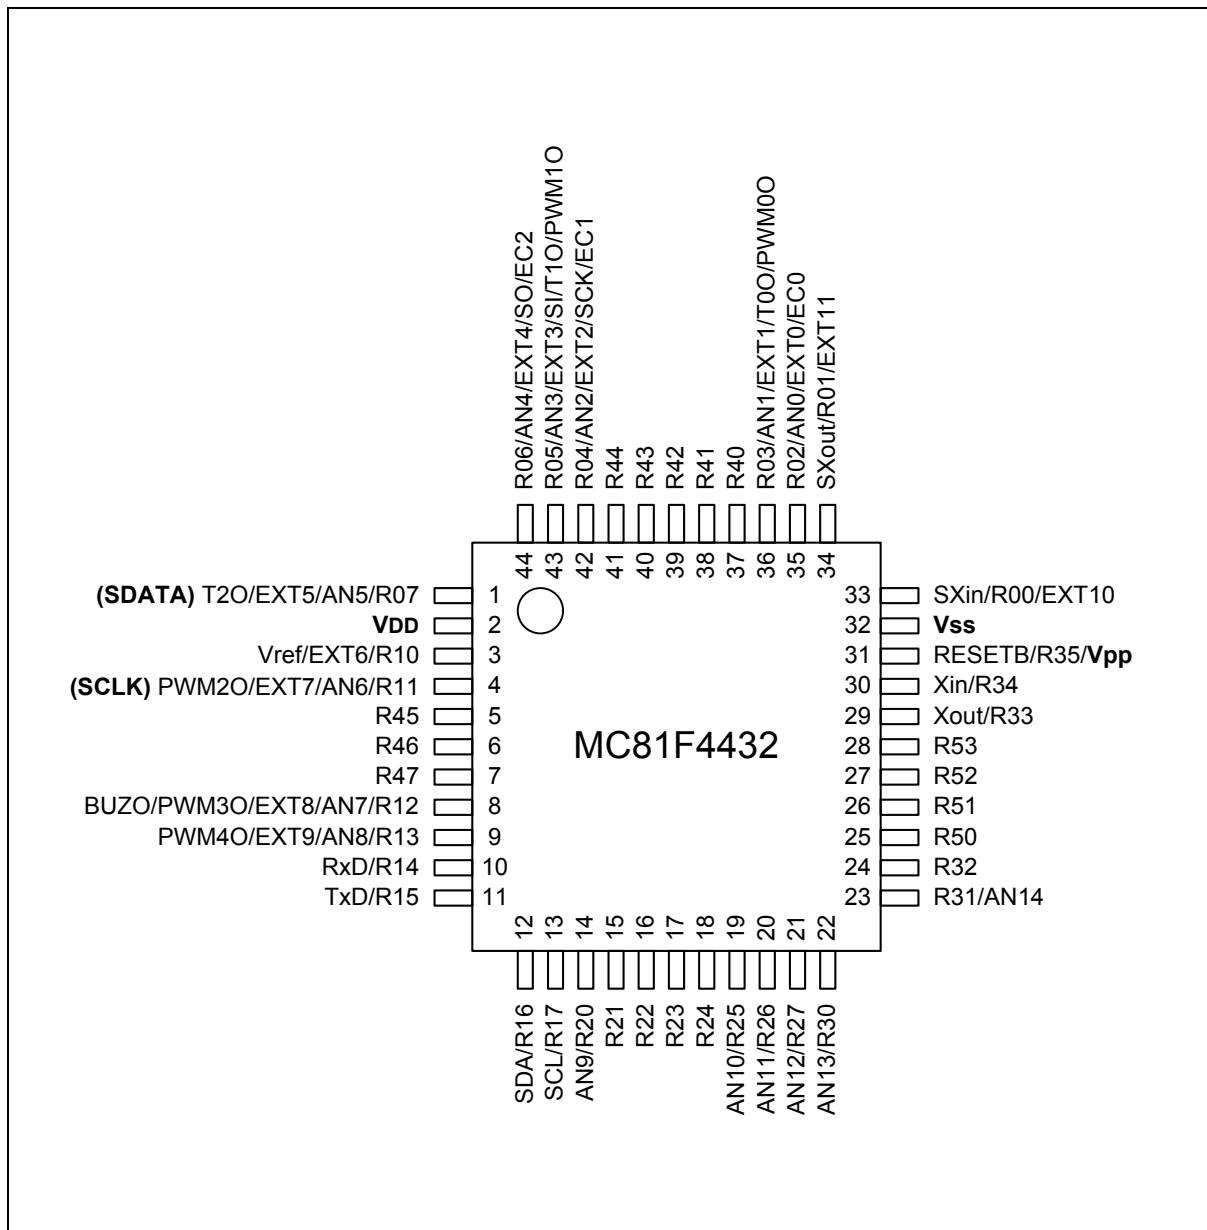 R06/AN4/EXT4/SO/EC2
R05/AN3/EXT3/SI/T1O/PWM1O
R04/AN2/EXT2/SCK/EC1
R44
R43
R42
R41
R40
R03/AN1/EXT1/T0O/PWM0O
R02/AN0/EXT0/EC0
SXout/R01/EXT11
44
43
42
41
40
39
38
37
36
35
34
(SDATA) T2O/EXT5/AN5/R07 1
VDD 2
Vref/EXT6/R10 3
(SCLK) PWM2O/EXT7/AN6/R11 4
R45 5
R46 6
R47 7
BUZO/PWM3O/EXT8/AN7/R12 8
PWM4O/EXT9/AN8/R13 9
RxD/R14 10
TxD/R15 11
MC81F4432
33 SXin/R00/EXT10
32 Vss
31 RESETB/R35/Vpp
30 Xin/R34
29 Xout/R33
28 R53
27 R52
26 R51
25 R50
24 R32
23 R31/AN14
12
13
14
15
16
17
18
19
20
21
22
SDA/R16
SCL/R17
AN9/R20
R21
R22
R23
R24
AN10/R25
AN11/R26
AN12/R27
AN13/R30